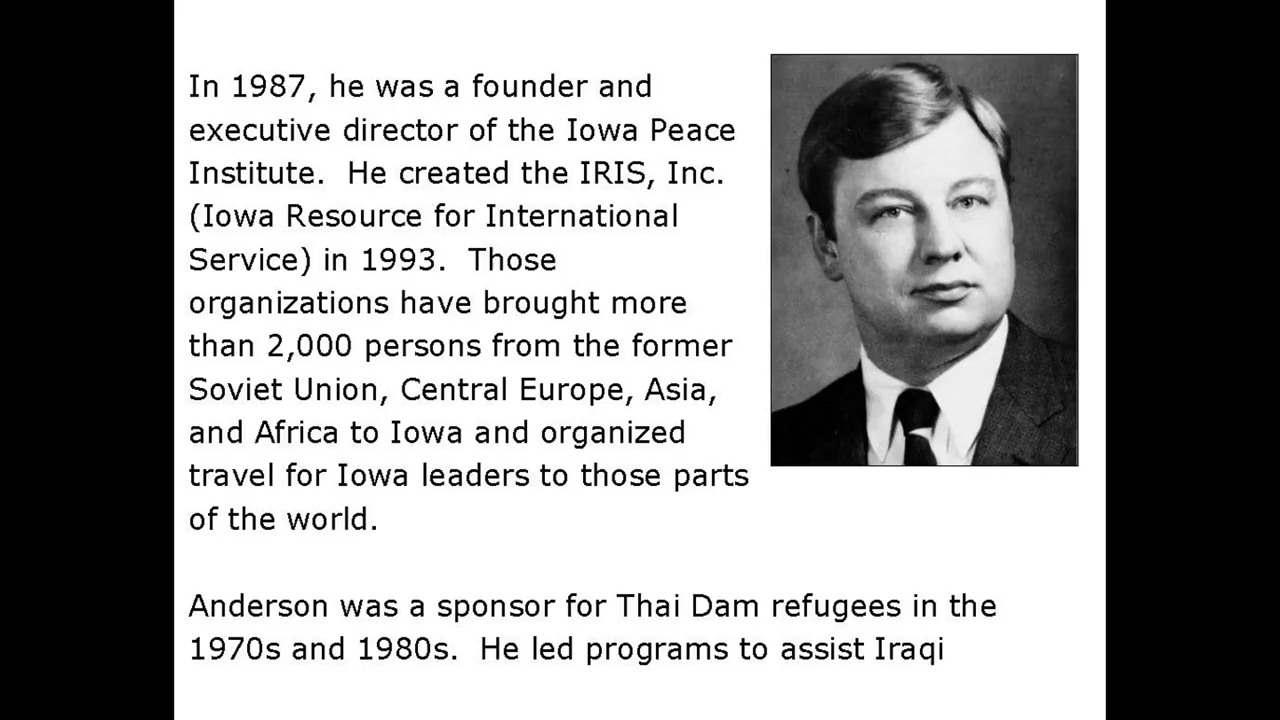 In 1987, he was a founder and
executive director of the Iowa Peace
Institute.  He created the IRIS, Inc.
(Iowa Resource for International
Service) in 1993.  Those
organizations have brought more
than 2,000 persons from the former
Soviet Union, Central Europe, Asia,
and Africa to Iowa and organized
travel for Iowa leaders to those parts
of the world.
Anderson was a sponsor for Thai Dam refugees in the
1970s and 1980s.  He led programs to assist Iraqi